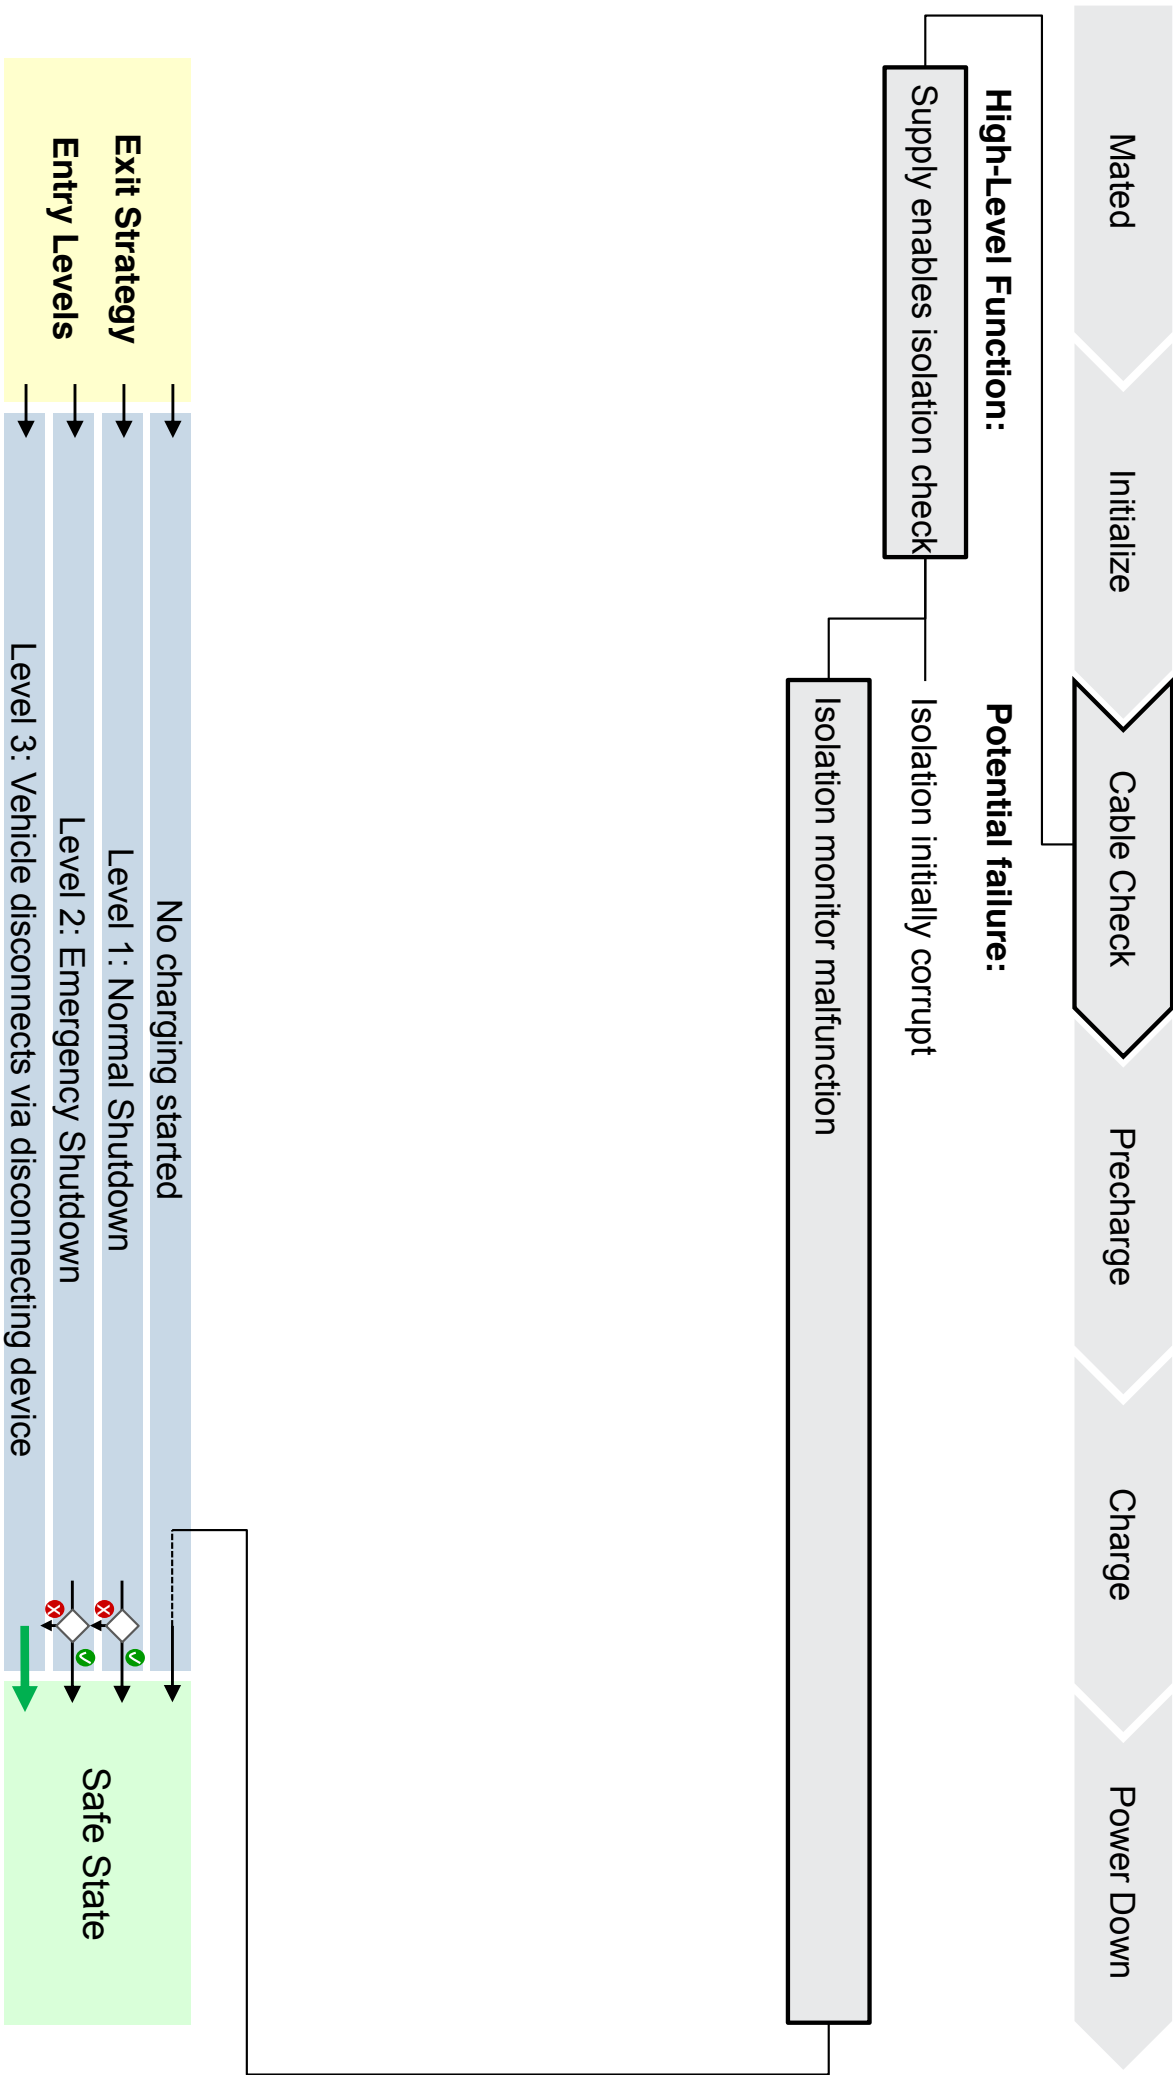 Mated
Initialize
Cable Check
Precharge
Charge
Power Down
High-Level Function:
Potential failure:
Supply enables isolation check
Isolation initially corrupt
Isolation monitor malfunction
Exit Strategy
Entry Levels
No charging started
Level 1: Normal Shutdown
Level 2: Emergency Shutdown
Level 3: Vehicle disconnects via disconnecting device
Safe State